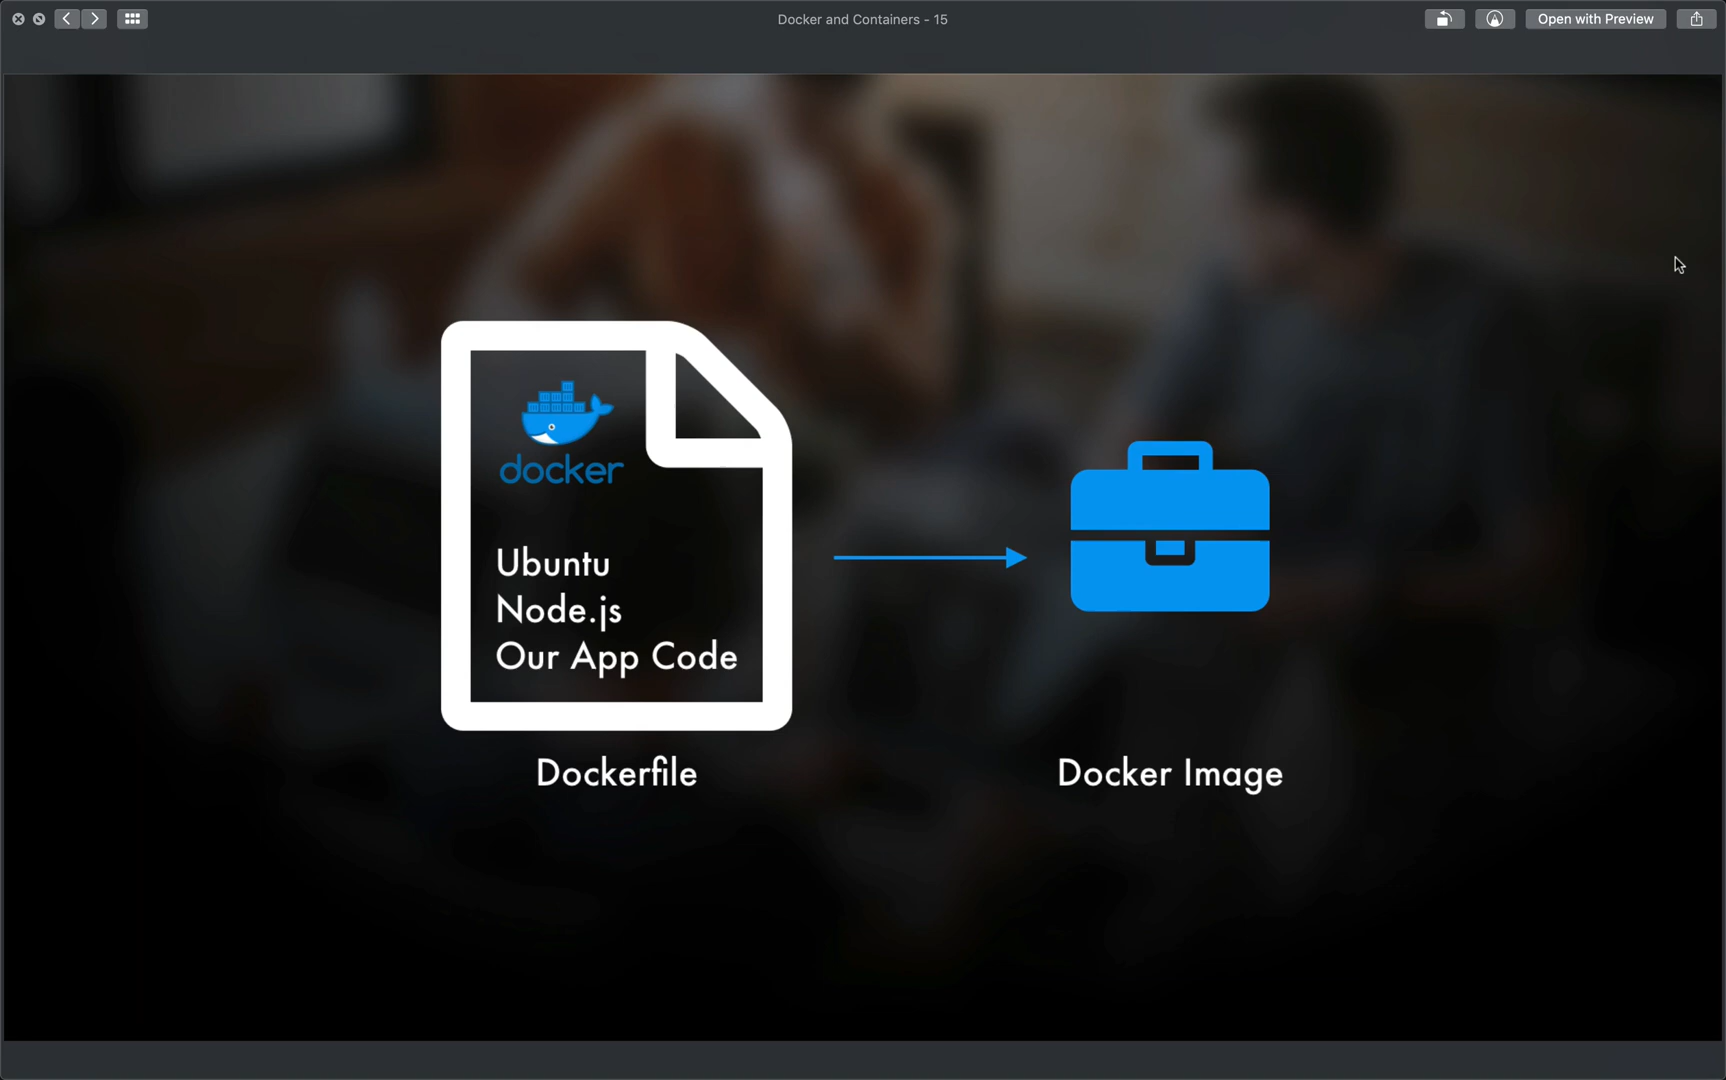 Docker and Containers - 15
Open with Preview
docker
Ubuntu
Node.js
Our App Code
Dockerfile
Docker Image